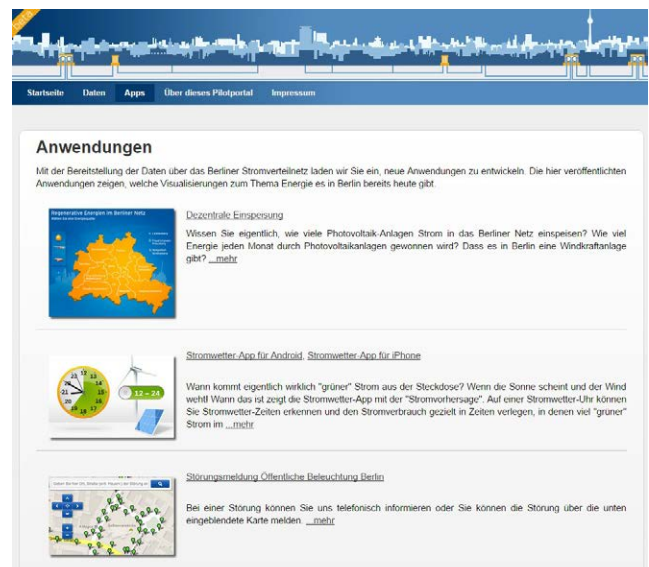 beta
Startseite Daten Apps Über dieses Pilotportal Impressum
Anwendungen
Mit der Bereitstellung der Daten über das Berliner Stromverteilnetz laden wir Sie ein, neue Anwendungen zu entwickeln. Die hier veröffentlichten
Anwendungen zeigen, welche Visualisierungen zum Thema Energie es in Berlin bereits heute gibt.
Regenerative Energien im Berliner Netz
Dezentrale Einspeisung
Wissen Sie eigentlich, wie viele Photovoltaik-Anlagen Strom in das Berliner Netz einspeisen? Wie viel
Energie jeden Monat durch Photovoltaikanlagen gewonnen wird? Dass es in Berlin eine Windkraftanlage
gibt? ...mehr
12 – 24
Stromwetter-App für Android, Stromwetter-App für iPhone
Wann kommt eigentlich wirklich "grüner" Strom aus der Steckdose? Wenn die Sonne scheint und der Wind
weht! Wann das ist zeigt die Stromwetter-App mit der "Stromvorhersage". Auf einer Stromwetter-Uhr können
Sie Stromwetter-Zeiten erkennen und den Stromverbrauch gezielt in Zeiten verlegen, in denen viel "grüner"
Strom im ...mehr
Störungsmeldung Öffentliche Beleuchtung Berlin
Bei einer Störung können Sie uns telefonisch informieren oder Sie können die Störung über die unten
eingeblendete Karte melden. ...mehr